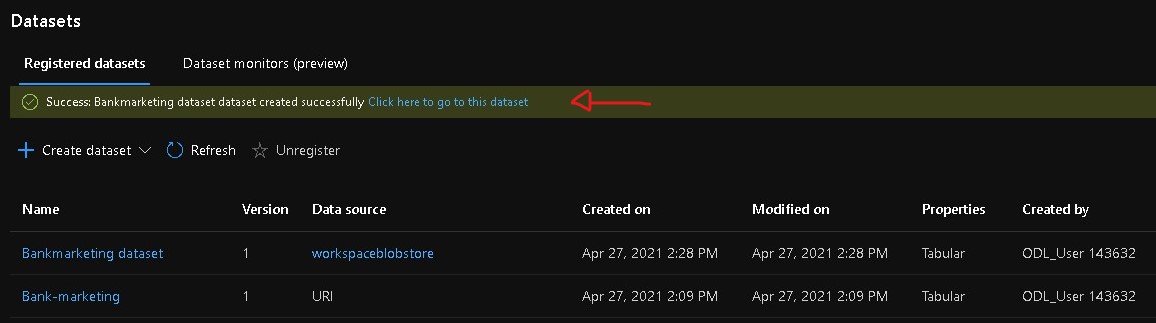 Datasets
Registered datasets Dataset monitors (preview)
Success: Bankmarketing dataset dataset created successfully Click here to go to this dataset
Create dataset Refresh Unregister
Name Version Data source Created on Modified on Properties Created by
Bankmarketing dataset 1 workspaceblobstore Apr 27, 2021 2:28 PM Apr 27, 2021 2:28 PM Tabular ODL_User 143632
Bank-marketing 1 URI Apr 27, 2021 2:09 PM Apr 27, 2021 2:09 PM Tabular ODL_User 143632